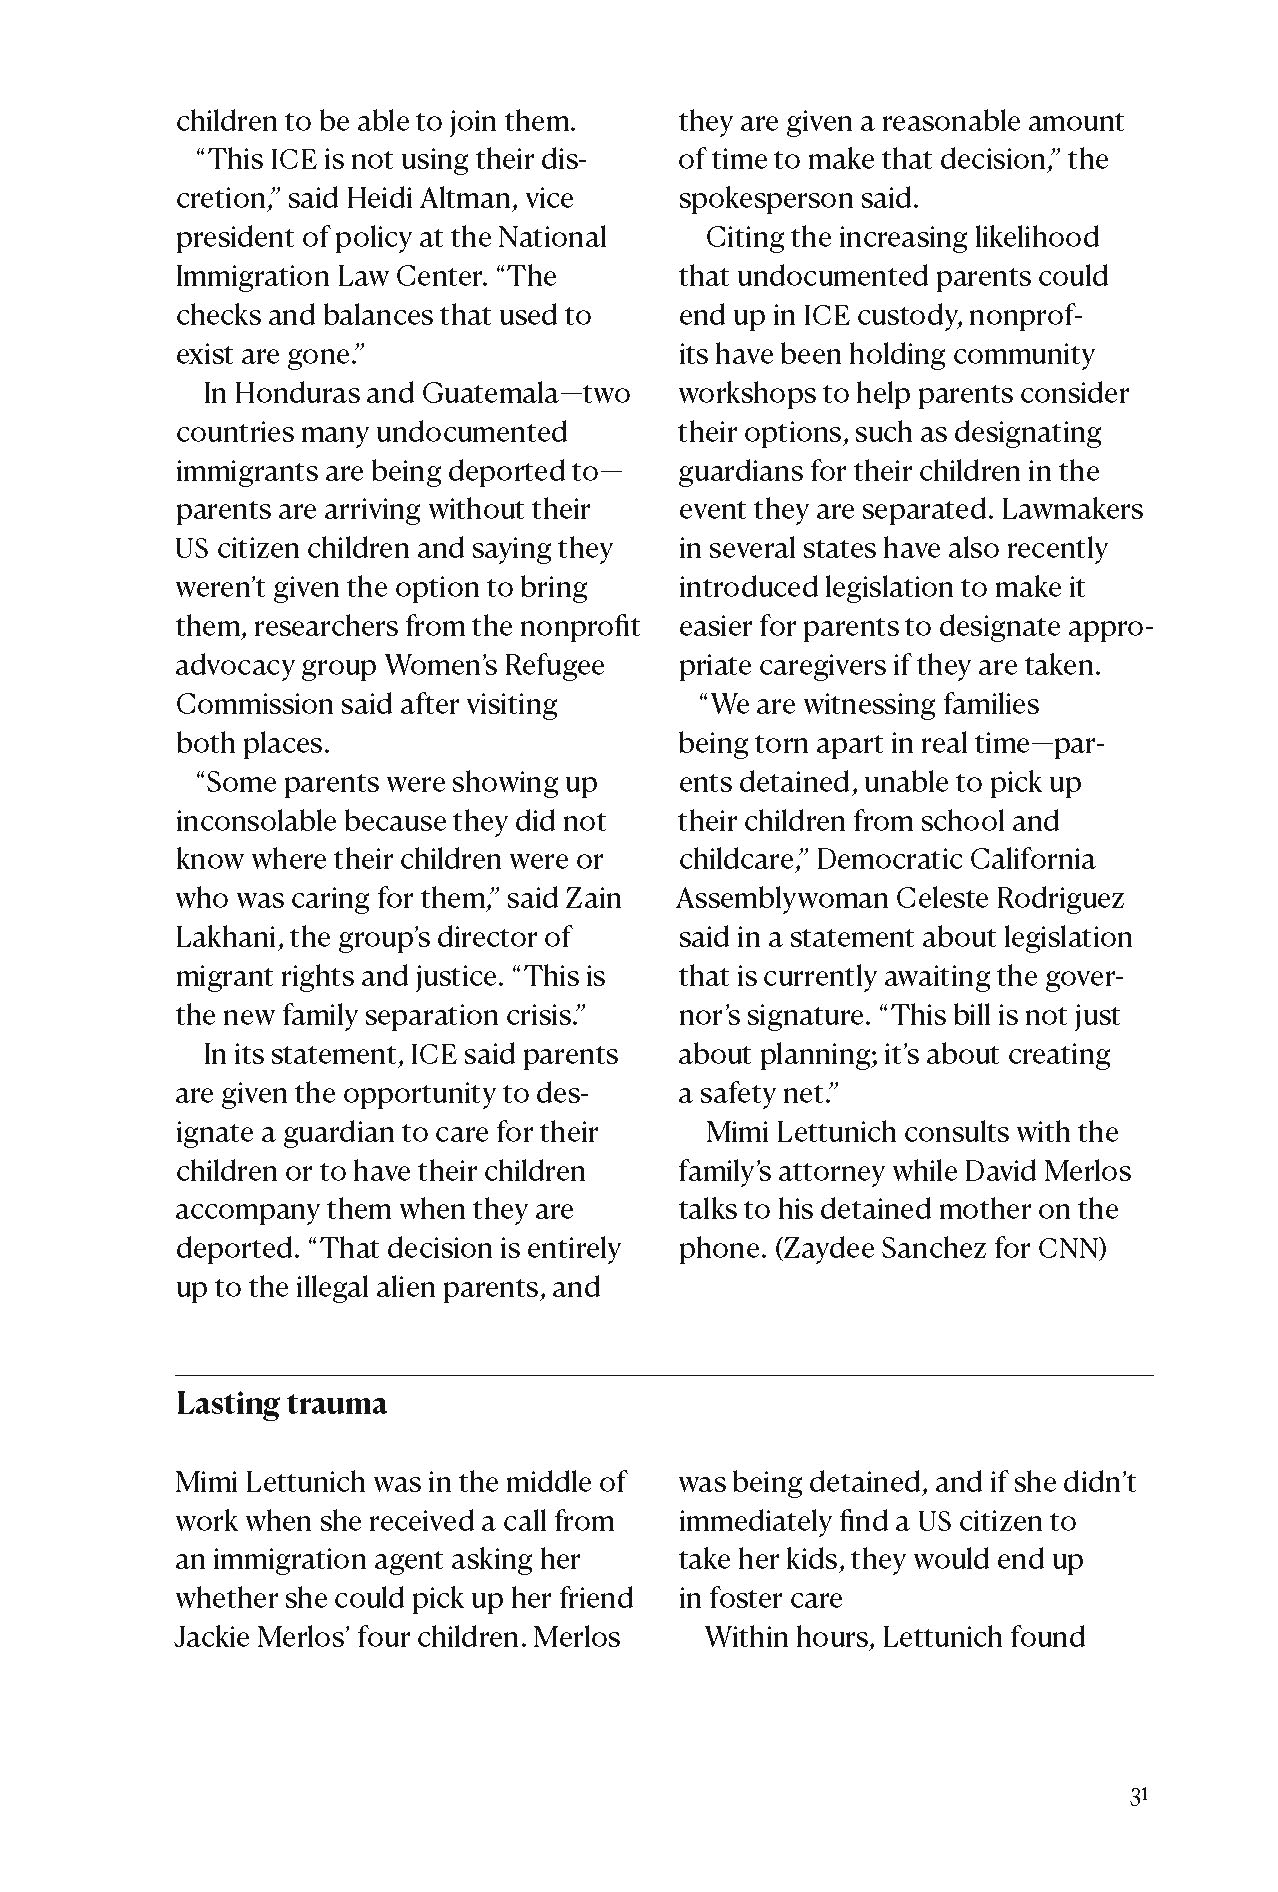 children to be able to join them.
“This ICE is not using their dis-
cretion,” said Heidi Altman, vice
president of policy at the National
Immigration Law Center. “The
checks and balances that used to
exist are gone.”
In Honduras and Guatemala—two
countries many undocumented
immigrants are being deported to—
parents are arriving without their
US citizen children and saying they
weren’t given the option to bring
them, researchers from the nonprofit
advocacy group Women’s Refugee
Commission said after visiting
both places.
“Some parents were showing up
inconsolable because they did not
know where their children were or
who was caring for them,” said Zain
Lakhani, the group’s director of
migrant rights and justice. “This is
the new family separation crisis.”
In its statement, ICE said parents
are given the opportunity to des-
ignate a guardian to care for their
children or to have their children
accompany them when they are
deported. “That decision is entirely
up to the illegal alien parents, and
they are given a reasonable amount
of time to make that decision,” the
spokesperson said.
Citing the increasing likelihood
that undocumented parents could
end up in ICE custody, nonprof-
its have been holding community
workshops to help parents consider
their options, such as designating
guardians for their children in the
event they are separated. Lawmakers
in several states have also recently
introduced legislation to make it
easier for parents to designate appro-
priate caregivers if they are taken.
“We are witnessing families
being torn apart in real time—par-
ents detained, unable to pick up
their children from school and
childcare,” Democratic California
Assemblywoman Celeste Rodriguez
said in a statement about legislation
that is currently awaiting the gover-
nor’s signature. “This bill is not just
about planning; it’s about creating
a safety net.”
Mimi Lettunich consults with the
family’s attorney while David Merlos
talks to his detained mother on the
phone. (Zaydee Sanchez for CNN)
Lasting trauma
Mimi Lettunich was in the middle of
work when she received a call from
an immigration agent asking her
whether she could pick up her friend
Jackie Merlos’ four children. Merlos
was being detained, and if she didn’t
immediately find a US citizen to
take her kids, they would end up
in foster care
Within hours, Lettunich found
31